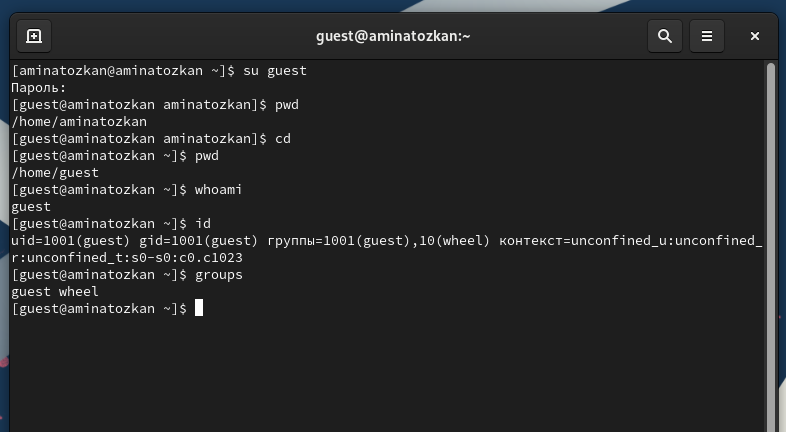 guest@aminatozkan:~
[aminatozkan@aminatozkan ~]$ su guest
Пароль:
[guest@aminatozkan aminatozkan]$ pwd
/home/aminatozkan
[guest@aminatozkan aminatozkan]$ cd
[guest@aminatozkan ~]$ pwd
/home/guest
[guest@aminatozkan ~]$ whoami
guest
[guest@aminatozkan ~]$ id
uid=1001(guest) gid=1001(guest) группы=1001(guest),10(wheel) контекст=unconfined_u:unconfined_
r:unconfined_t:s0-s0:c0.c1023
[guest@aminatozkan ~]$ groups
guest wheel
[guest@aminatozkan ~]$